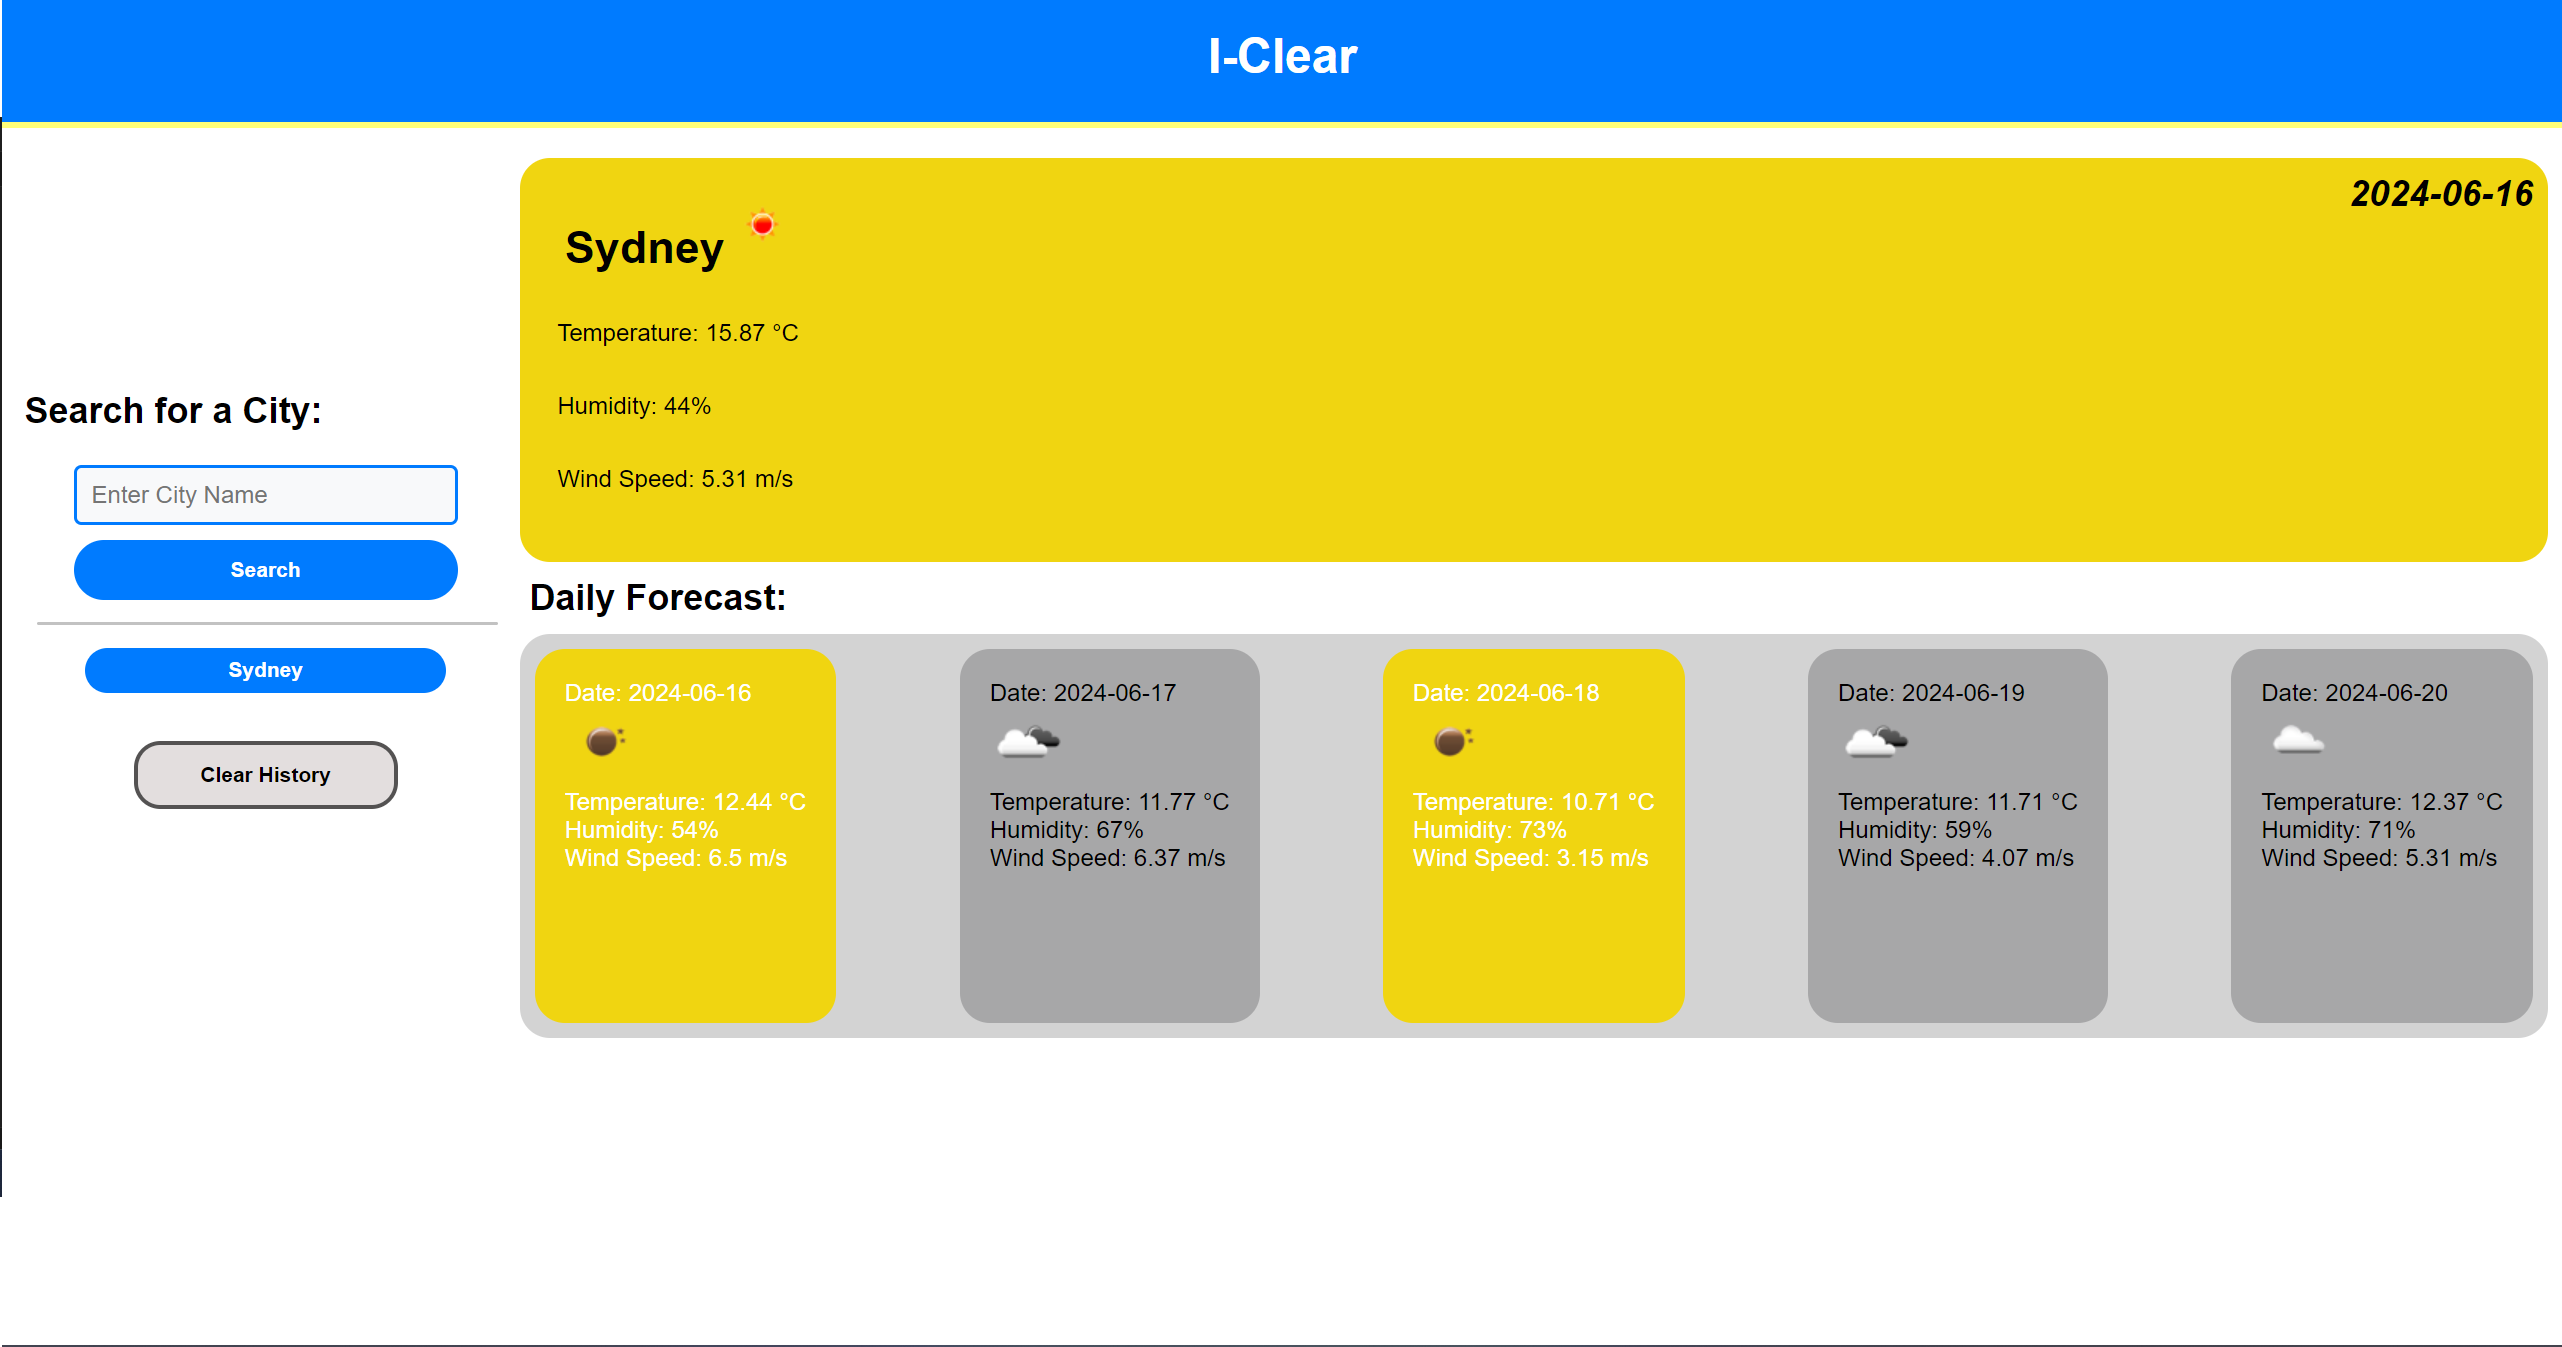 I-Clear
Search for a City:
Enter City Name
Search
Sydney
Clear History
2024-06-16
Sydney
Temperature: 15.87 °C
Humidity: 44%
Wind Speed: 5.31 m/s
Daily Forecast:
Date: 2024-06-16
Temperature: 12.44 °C
Humidity: 54%
Wind Speed: 6.5 m/s
Date: 2024-06-17
Temperature: 11.77 °C
Humidity: 67%
Wind Speed: 6.37 m/s
Date: 2024-06-18
Temperature: 10.71 °C
Humidity: 73%
Wind Speed: 3.15 m/s
Date: 2024-06-19
Temperature: 11.71 °C
Humidity: 59%
Wind Speed: 4.07 m/s
Date: 2024-06-20
Temperature: 12.37 °C
Humidity: 71%
Wind Speed: 5.31 m/s